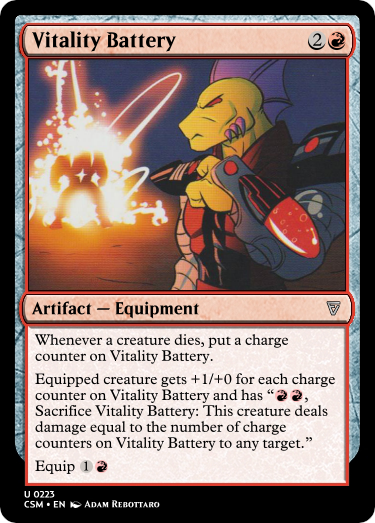 Vitality Battery 2
Artifact — Equipment
Whenever a creature dies, put a charge
counter on Vitality Battery.
Equipped creature gets +1/+0 for each charge
counter on Vitality Battery and has “ ,
Sacrifice Vitality Battery: This creature deals
damage equal to the number of charge
counters on Vitality Battery to any target.”
Equip 1
U 0223
CSM • EN Adam Rebottaro